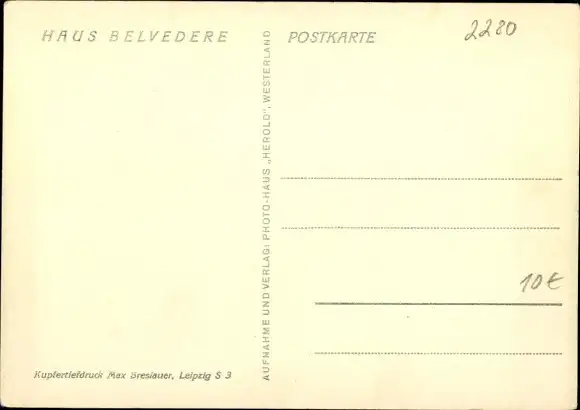 HAUS BELVEDERE
POSTKARTE
2280
AUFNAHME UND VERLAG: PHOTO-HAUS „HEROLD", WESTERLAND
10€
Kupfertiefdruck Max Breslauer, Leipzig S 3